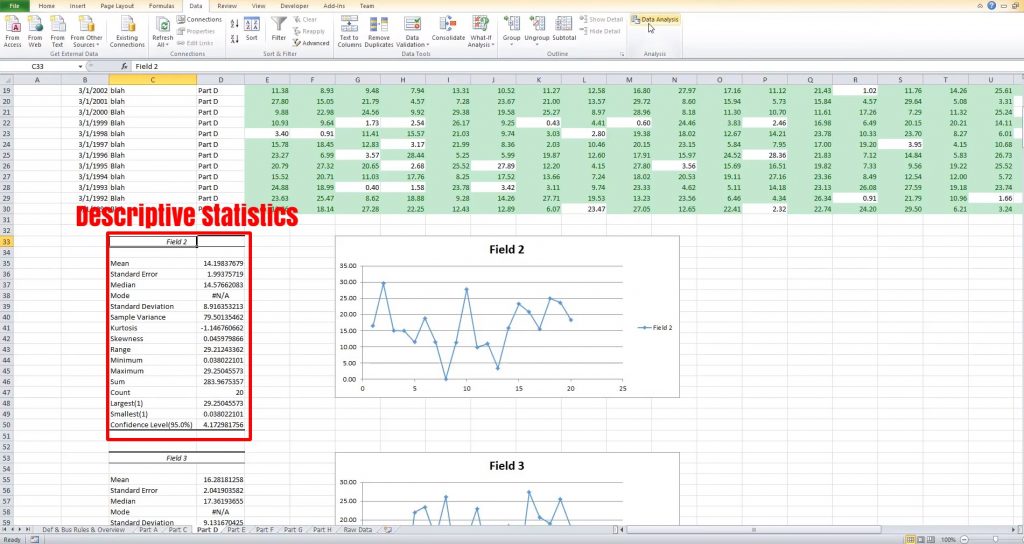 File Home Insert Page Layout Formulas Data Review View Developer Add-Ins Team
From Access From Web From Text From Other Sources Existing Connections Refresh All Connections Properties Edit Links Sort Filter Clear Reapply Advanced Text to Columns Remove Duplicates Data Validation Consolidate What-If Analysis Group Ungroup Subtotal Show Detail Hide Detail Data Analysis
Get External Data Connections Sort & Filter Data Tools Outline Analysis
C33 fx Field 2
A B C D E F G H I J K L M N O P Q R S T U
19 3/1/2002 blah Part D 11.38 8.93 9.48 7.94 13.31 10.52 11.27 12.58 16.80 27.97 17.16 11.12 21.43 1.02 11.76 14.26 25.61
20 3/1/2001 Blah Part D 27.80 15.05 21.79 4.57 7.28 23.67 21.00 13.57 29.72 8.60 15.94 5.73 15.84 4.57 29.64 5.08 3.31
21 3/1/2000 Blah Part D 9.88 22.98 24.56 9.92 29.38 19.58 25.27 8.97 28.96 8.18 11.30 10.70 11.61 17.26 7.29 11.32 25.24
22 3/1/1999 Blah Part D 10.93 9.64 1.73 2.54 26.17 9.25 0.43 4.41 0.60 24.46 3.83 2.46 16.98 6.49 20.15 20.21 14.11
23 3/1/1998 blah Part D 3.40 0.91 11.41 15.57 21.03 9.74 3.03 2.80 19.38 18.02 12.67 14.21 23.78 10.33 23.70 8.27 6.01
24 3/1/1997 blah Part D 15.78 18.45 12.83 3.17 21.99 8.36 2.03 10.46 20.15 23.15 5.84 7.95 17.00 19.20 3.95 4.15 10.68
25 3/1/1996 Blah Part D 23.27 6.99 3.57 28.44 5.25 5.99 19.87 12.60 17.91 15.97 24.52 28.36 21.83 7.12 14.84 5.83 26.73
26 3/1/1995 Blah Part D 20.79 27.32 20.65 2.68 25.52 27.89 12.20 4.15 27.80 3.56 15.69 16.51 19.82 7.33 9.56 19.22 25.22
27 3/1/1994 blah Part D 15.52 20.71 11.03 17.76 8.25 17.52 13.66 7.24 18.02 20.53 19.11 27.16 23.36 8.49 12.54 12.00 5.72
28 3/1/1993 blah Part D 24.88 18.99 0.40 1.58 23.78 3.42 3.11 9.74 23.33 4.62 5.11 14.18 23.13 26.08 27.59 19.18 23.74
29 3/1/1992 Blah Part D 23.63 25.47 8.62 18.88 9.28 14.26 27.71 19.53 13.23 23.56 6.46 4.34 26.34 0.91 21.79 10.96 1.66
30 18.14 27.28 22.25 12.43 12.89 6.07 23.47 27.05 12.65 22.41 2.32 22.74 24.20 29.50 6.21 3.24
31
Descriptive Statistics
32
33 Field 2
34
35 Mean 14.19837679
36 Standard Error 1.99375719
37 Median 14.57662083
38 Mode #N/A
39 Standard Deviation 8.916353213
40 Sample Variance 79.50135462
41 Kurtosis -1.146760662
42 Skewness 0.045979866
43 Range 29.21243362
44 Minimum 0.038022101
45 Maximum 29.25045573
46 Sum 283.9675357
47 Count 20
48 Largest(1) 29.25045573
49 Smallest(1) 0.038022101
50 Confidence Level(95.0%) 4.172981756
51
52
53 Field 3
54
55 Mean 16.28181258
56 Standard Error 2.041903582
57 Median 17.36193655
58 Mode #N/A
59 Standard Deviation 9.131670425
Field 2
35.00
30.00
25.00
20.00
15.00
10.00
5.00
0.00
0 5 10 15 20 25
Field 2
Field 3
30.00
25.00
20.00
Def & Bus Rules & Overview Part A Part C Part D Part E Part F Part G Part H Raw Data
Ready 100%